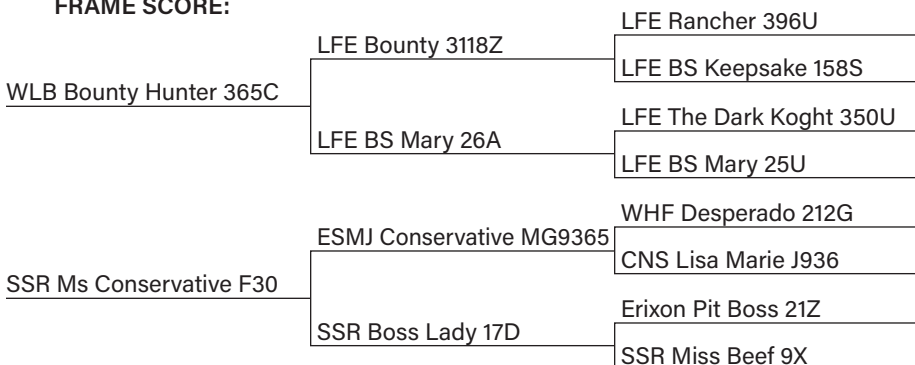 FRAME SCORE:
LFE Rancher 396U
LFE Bounty 3118Z
LFE BS Keepsake 158S
WLB Bounty Hunter 365C
LFE The Dark Koght 350U
LFE BS Mary 26A
LFE BS Mary 25U
WHF Desperado 212G
ESMJ Conservative MG9365
CNS Lisa Marie J936
SSR Ms Conservative F30
Erixon Pit Boss 21Z
SSR Boss Lady 17D
SSR Miss Beef 9X